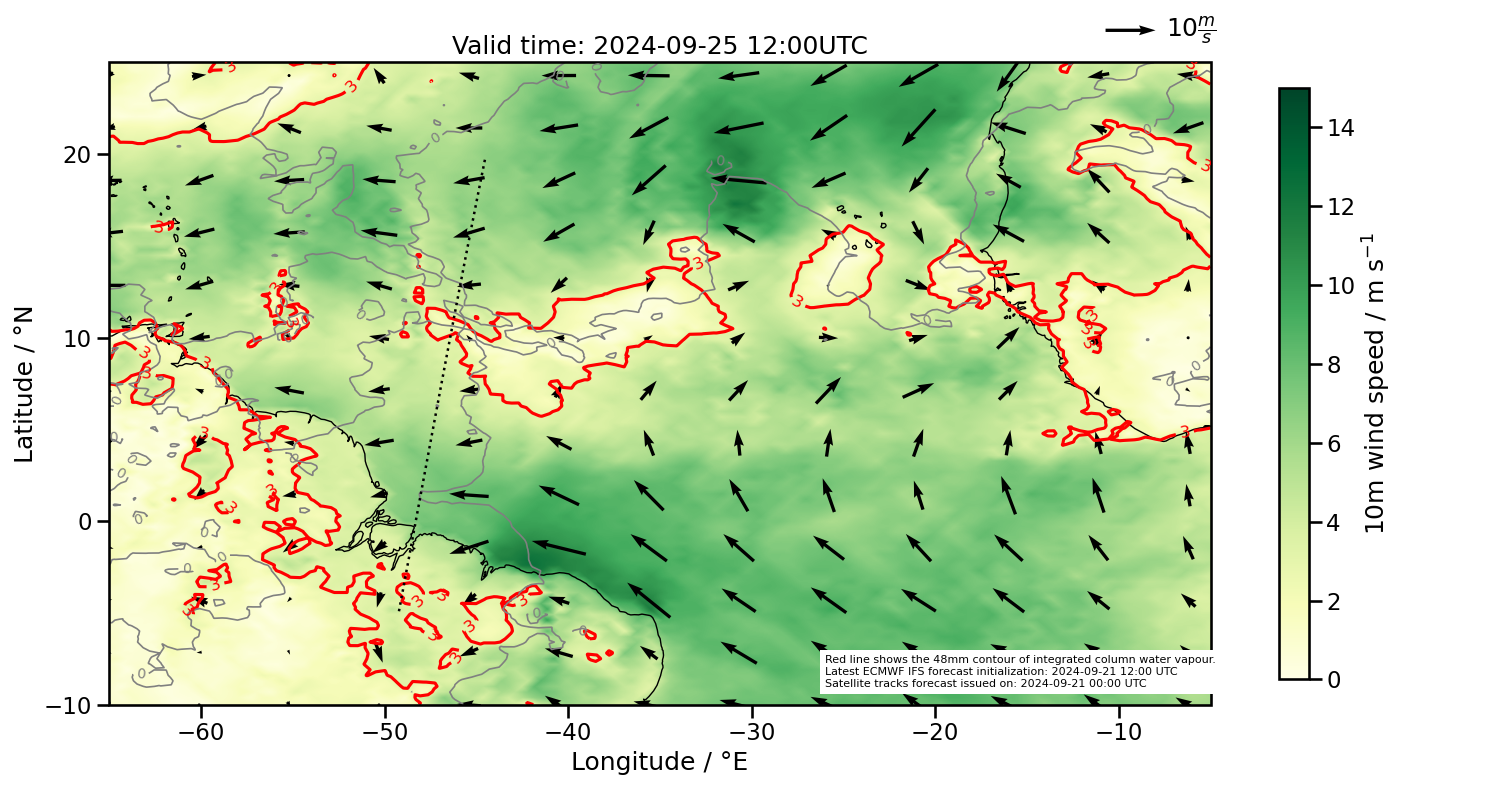 10 m/s
Valid time: 2024-09-25 12:00UTC
20
10
0
−10
Latitude / °N
−60
−50
−40
−30
−20
−10
Longitude / °E
14
12
10
8
6
4
2
0
10m wind speed / m s−1
Red line shows the 48mm contour of integrated column water vapour.
Latest ECMWF IFS forecast initialization: 2024-09-21 12:00 UTC
Satellite tracks forecast issued on: 2024-09-21 00:00 UTC